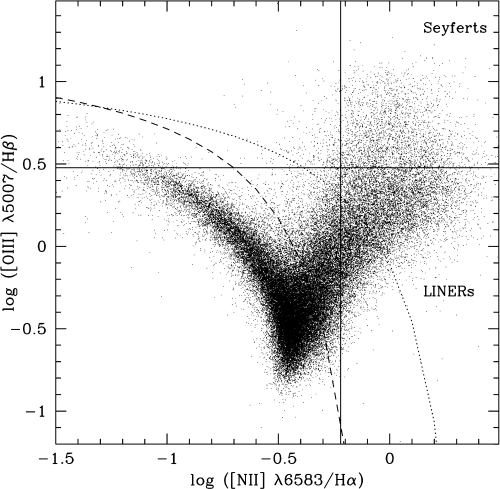 Seyferts
1
0.5
0
−0.5
−1
log ([OIII] λ5007/Hβ)
LINERs
−1.5 −1 −0.5 0
log ([NII] λ6583/Hα)